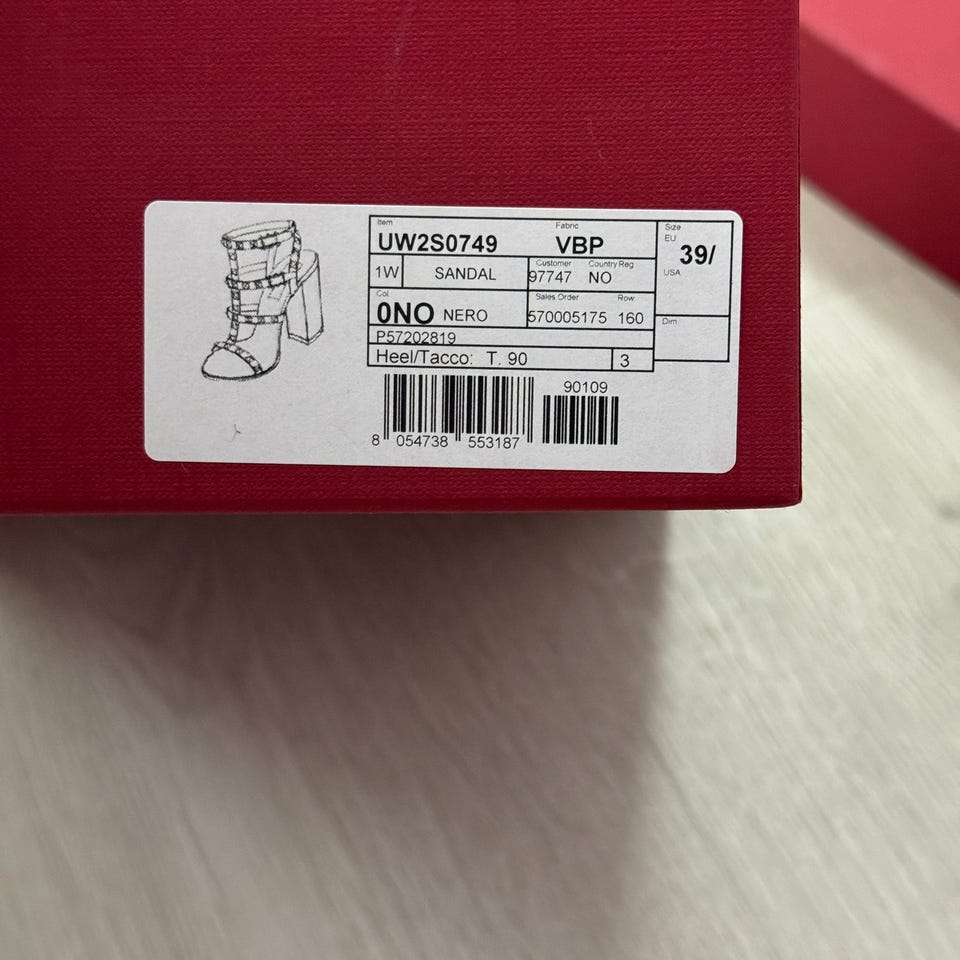 Item Fabric
UW2S0749 VBP
Size
EU
39/
USA
Customer Country Reg
1W SANDAL 97747 NO
Col
Sales Order Row
0NO NERO 570005175 160
Dim
P57202819
Heel/Tacco: T. 90 3
90109
8 054738 553187